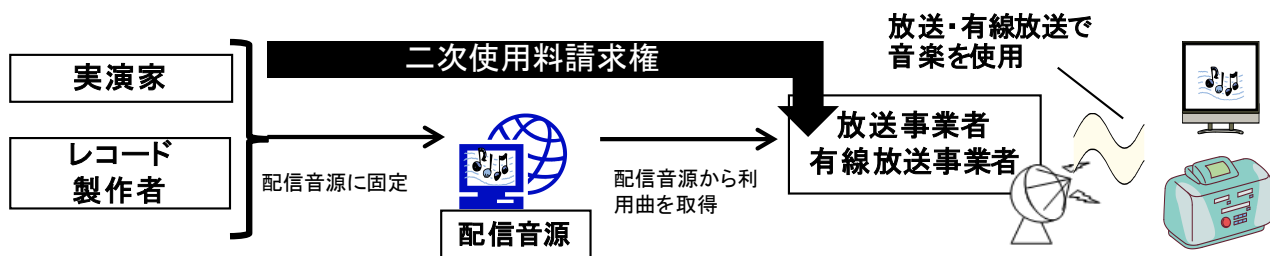 実演家
レコード
製作者
二次使用料請求権
配信音源に固定
配信音源
配信音源から利
用曲を取得
放送事業者
有線放送事業者
放送・有線放送で
音楽を使用